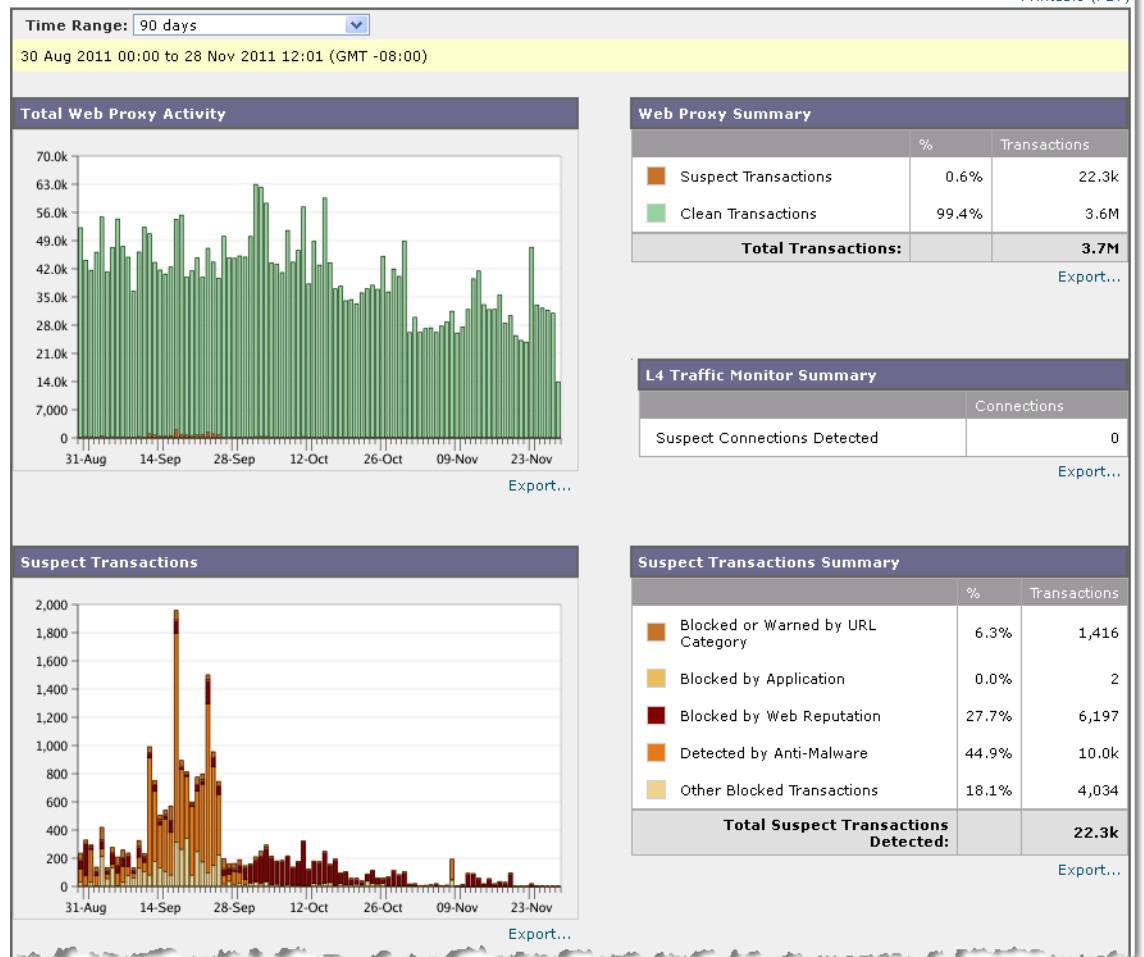 Time Range: 90 days
30 Aug 2011 00:00 to 28 Nov 2011 12:01 (GMT -08:00)
Total Web Proxy Activity
70.0k
63.0k
56.0k
49.0k
42.0k
35.0k
28.0k
21.0k
14.0k
7,000
0
31-Aug 14-Sep 28-Sep 12-Oct 26-Oct 09-Nov 23-Nov
Export...
Web Proxy Summary
% Transactions
Suspect Transactions 0.6% 22.3k
Clean Transactions 99.4% 3.6M
Total Transactions: 3.7M
Export...
L4 Traffic Monitor Summary
Connections
Suspect Connections Detected 0
Export...
Suspect Transactions
2,000
1,800
1,600
1,400
1,200
1,000
800
600
400
200
0
31-Aug 14-Sep 28-Sep 12-Oct 26-Oct 09-Nov 23-Nov
Export...
Suspect Transactions Summary
% Transactions
Blocked or Warned by URL
Category 6.3% 1,416
Blocked by Application 0.0% 2
Blocked by Web Reputation 27.7% 6,197
Detected by Anti-Malware 44.9% 10.0k
Other Blocked Transactions 18.1% 4,034
Total Suspect Transactions
Detected: 22.3k
Export...